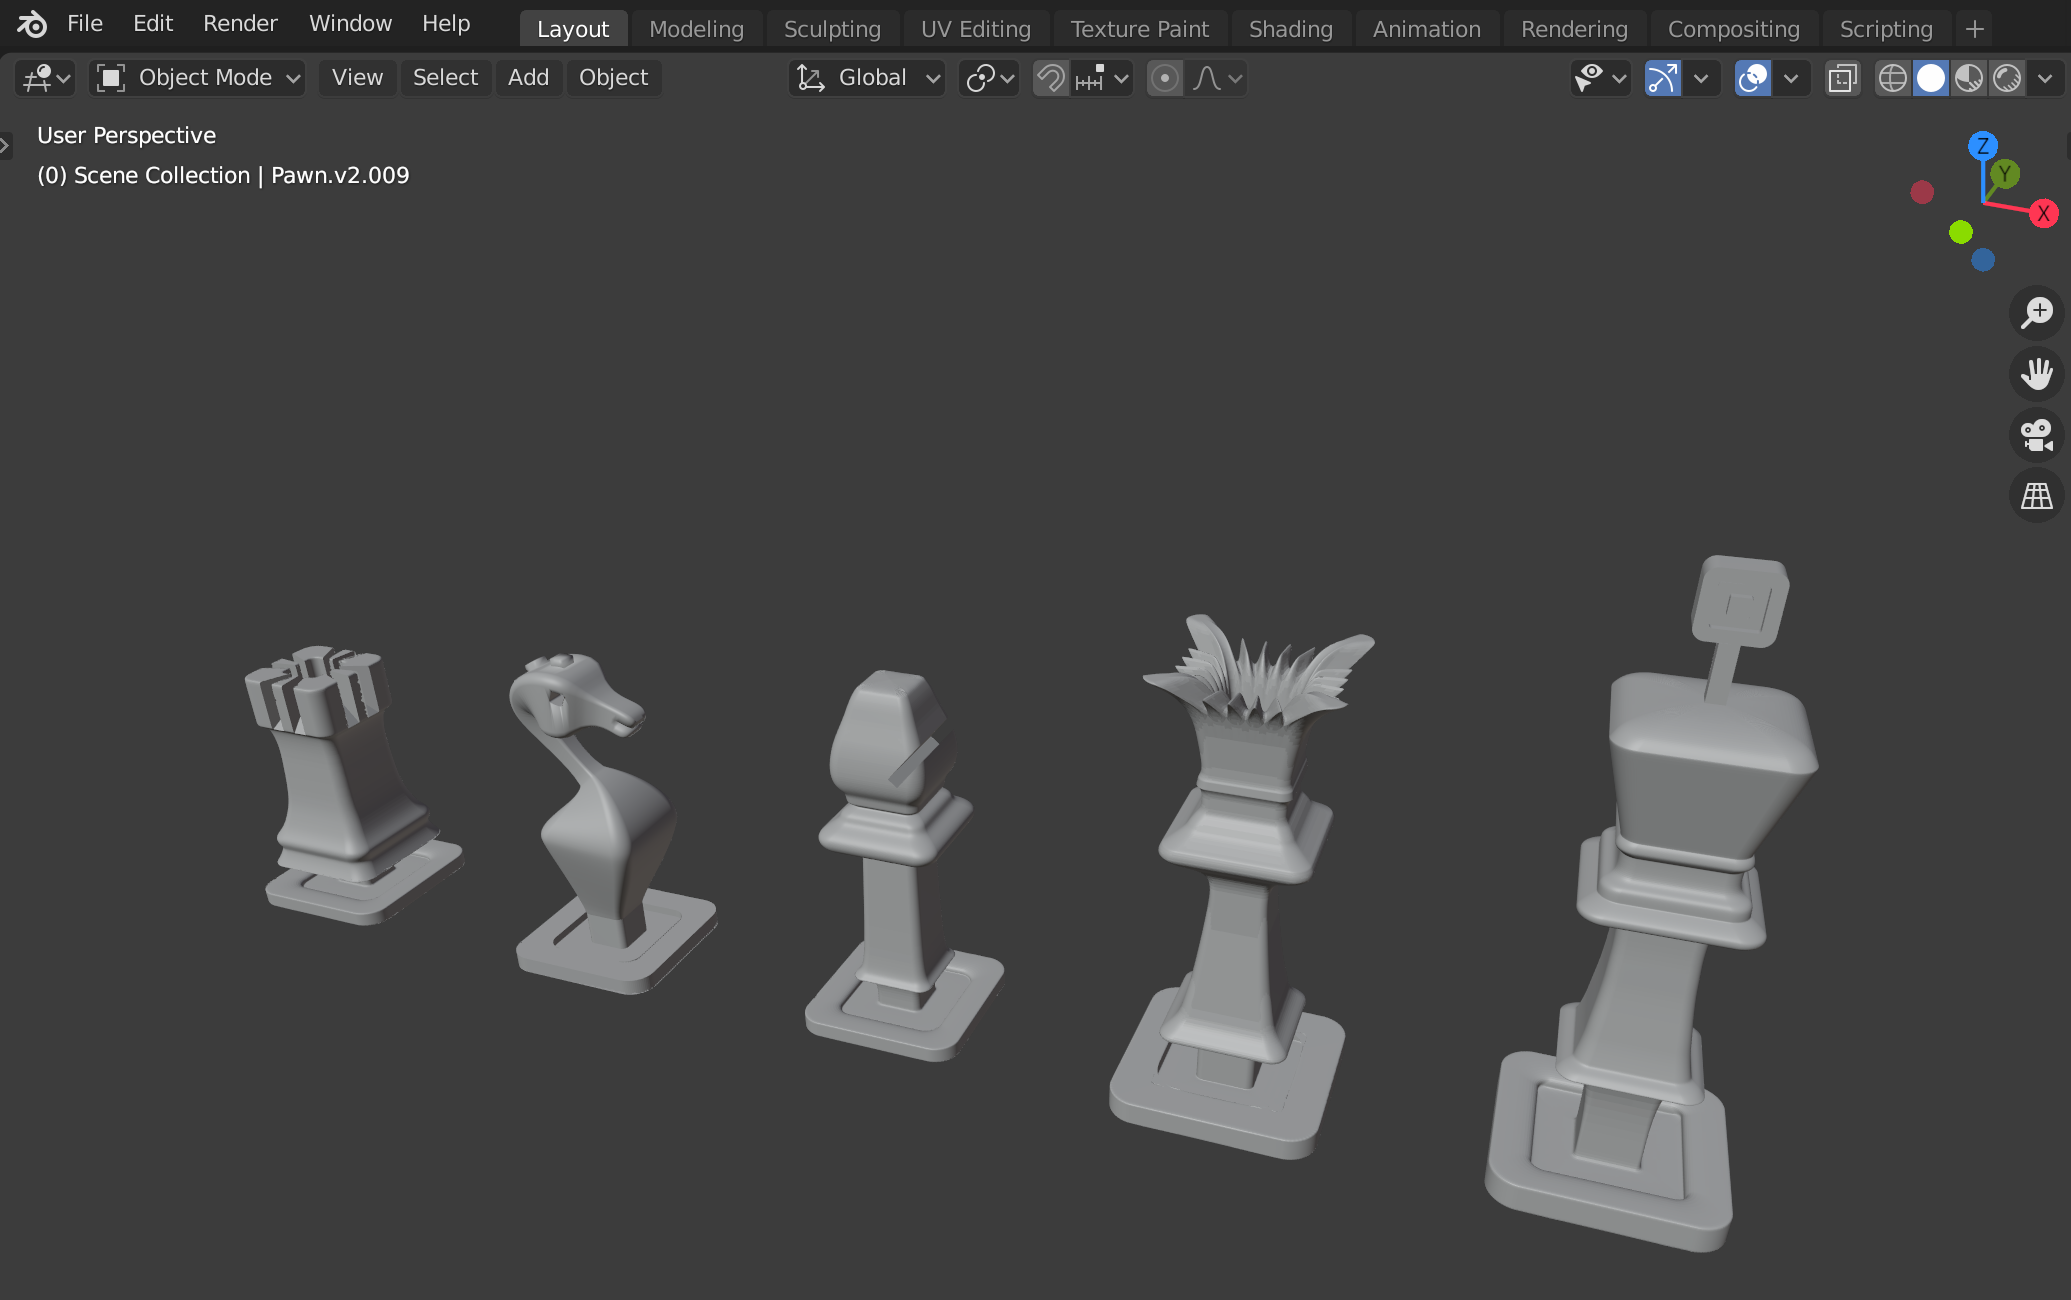 File Edit Render Window Help Layout Modeling Sculpting UV Editing Texture Paint Shading Animation Rendering Compositing Scripting +
Object Mode View Select Add Object Global
User Perspective
(0) Scene Collection | Pawn.v2.009
Z
Y
X